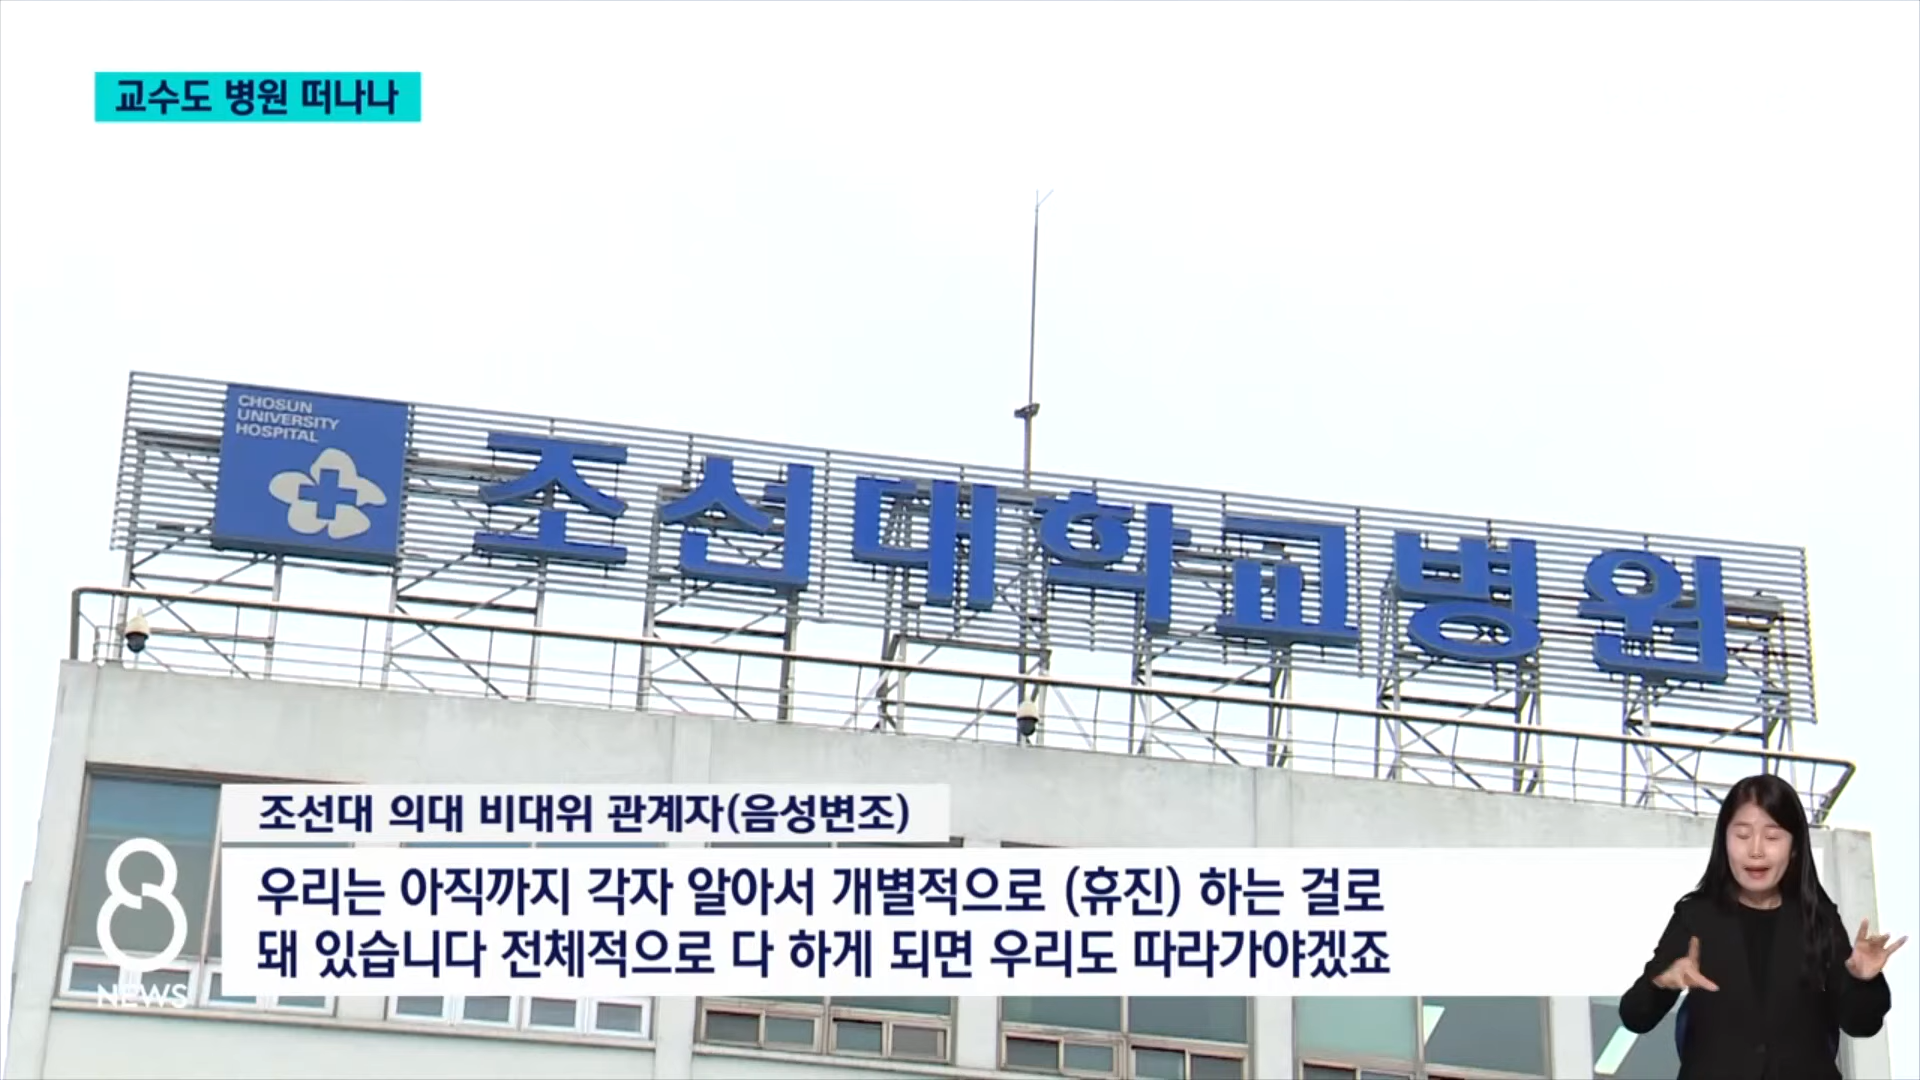 교수도 병원 떠나나
CHOSUN
UNIVERSITY
HOSPITAL
조선대학교병원
조선대 의대 비대위 관계자(음성변조)
우리는 아직까지 각자 알아서 개별적으로 (휴진) 하는 걸로
돼 있습니다 전체적으로 다 하게 되면 우리도 따라가야겠죠
8
NEWS